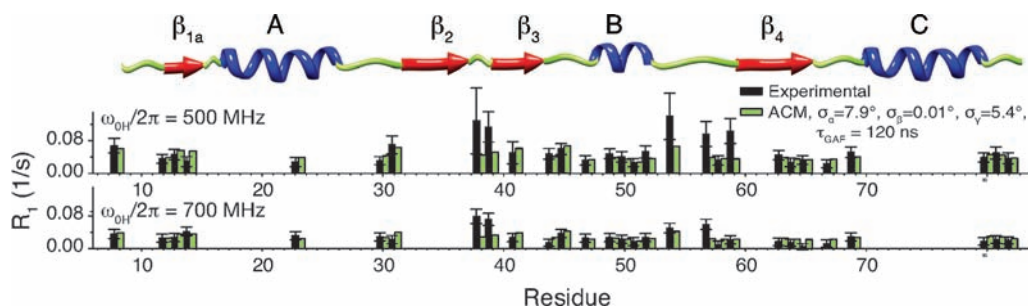 β1a A β2 β3 B β4 C
Experimental
ACM, σα=7.9°, σβ=0.01°, σγ=5.4°,
τGAF = 120 ns
ω0H/2π = 500 MHz
0.08
0.00
10 20 30 40 50 60 70
ω0H/2π = 700 MHz
0.08
0.00
10 20 30 40 50 60 70
R1 (1/s)
Residue